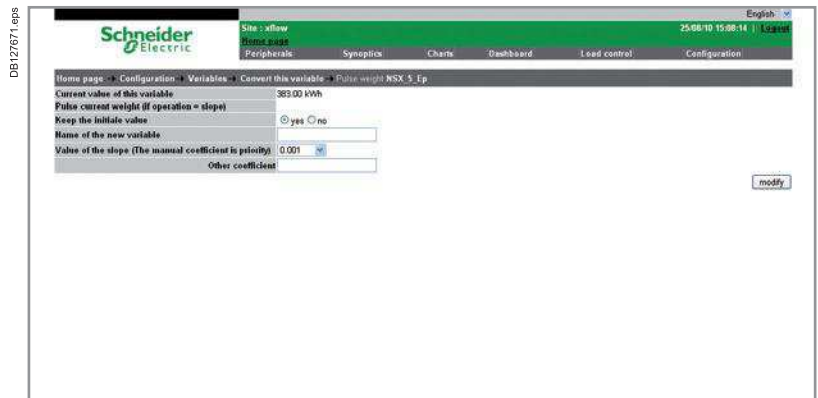 DB127671.eps
English
Schneider Electric
Site : xflow
25/08/10 15:08:14 | Logout
Home page
Peripherals Synoptics Charts Dashboard Load control Configuration
Home page → Configuration → Variables → Convert this variable → Pulse weight NSX_5_Ep
Current value of this variable 383.00 kWh
Pulse current weight (if operation = slope)
Keep the initiale value yes no
Name of the new variable
Value of the slope (The manual coefficient is priority) 0.001
Other coefficient
modify